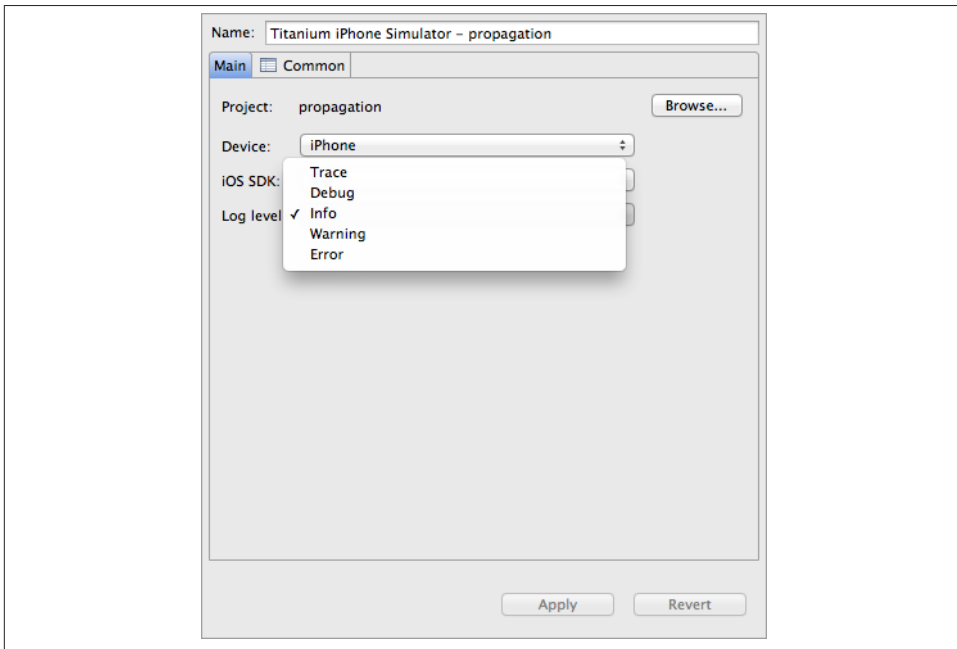 Name: Titanium iPhone Simulator – propagation
Main Common
Project: propagation Browse...
Device: iPhone
Trace
iOS SDK:
Debug
Log level ✓ Info
Warning
Error
Apply Revert